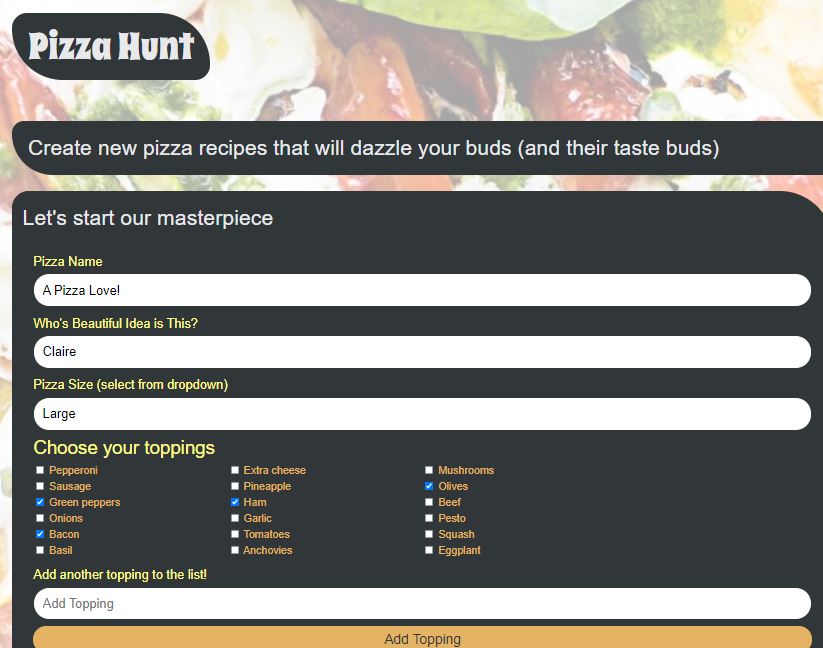 Pizza Hunt
Create new pizza recipes that will dazzle your buds (and their taste buds)
Let's start our masterpiece
Pizza Name
A Pizza Love!
Who's Beautiful Idea is This?
Claire
Pizza Size (select from dropdown)
Large
Choose your toppings
Pepperoni Extra cheese Mushrooms
Sausage Pineapple Olives
Green peppers Ham Beef
Onions Garlic Pesto
Bacon Tomatoes Squash
Basil Anchovies Eggplant
Add another topping to the list!
Add Topping
Add Topping